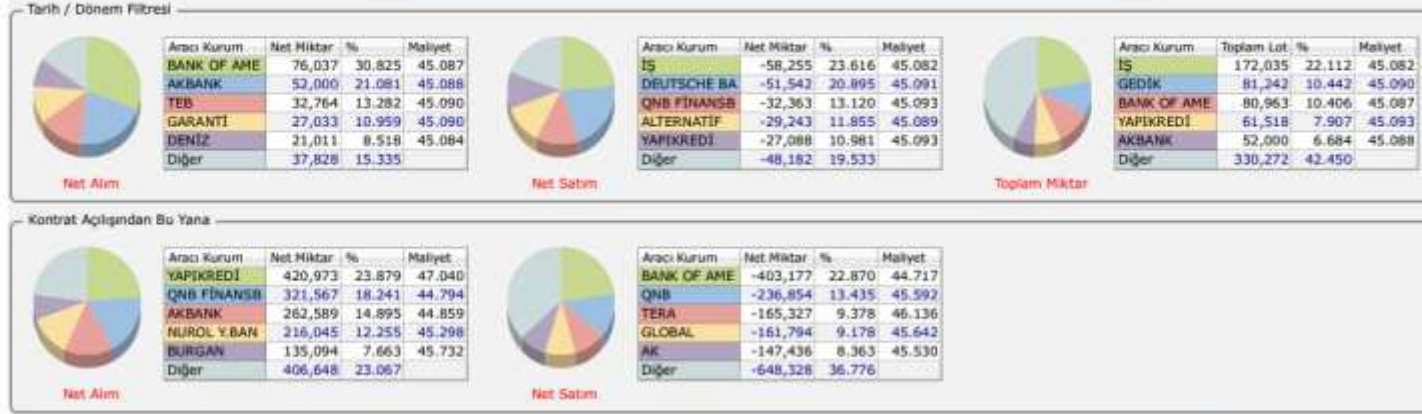 Tarih / Dönem Filtresi
Aracı Kurum Net Miktar % Maliyet
BANK OF AME 76,037 30.825 45.087
AKBANK 52,000 21.081 45.088
TEB 32,764 13.282 45.090
GARANTİ 27,033 10.959 45.090
DENİZ 21,011 8.518 45.084
Diğer 37,828 15.335
Net Alım
Aracı Kurum Net Miktar % Maliyet
İŞ -58,255 23.616 45.082
DEUTSCHE BA -51,542 20.895 45.091
QNB FİNANSB -32,363 13.120 45.093
ALTERNATİF -29,243 11.855 45.089
YAPIKREDİ -27,088 10.981 45.093
Diğer -48,182 19.533
Net Satım
Aracı Kurum Toplam Lot % Maliyet
İŞ 172,035 22.112 45.082
GEDİK 81,242 10.442 45.090
BANK OF AME 80,963 10.406 45.087
YAPIKREDİ 61,518 7.907 45.093
AKBANK 52,000 6.684 45.088
Diğer 330,272 42.450
Toplam Miktar
Kontrat Açılışından Bu Yana
Aracı Kurum Net Miktar % Maliyet
YAPIKREDİ 420,973 23.879 47.040
QNB FİNANSB 321,567 18.241 44.794
AKBANK 262,589 14.895 44.859
NUROL Y.BAN 216,045 12.255 45.298
BURGAN 135,094 7.663 45.732
Diğer 406,648 23.067
Net Alım
Aracı Kurum Net Miktar % Maliyet
BANK OF AME -403,177 22.870 44.717
QNB -236,854 13.435 45.592
TERA -165,327 9.378 46.136
GLOBAL -161,794 9.178 45.642
AK -147,436 8.363 45.530
Diğer -648,328 36.776
Net Satım